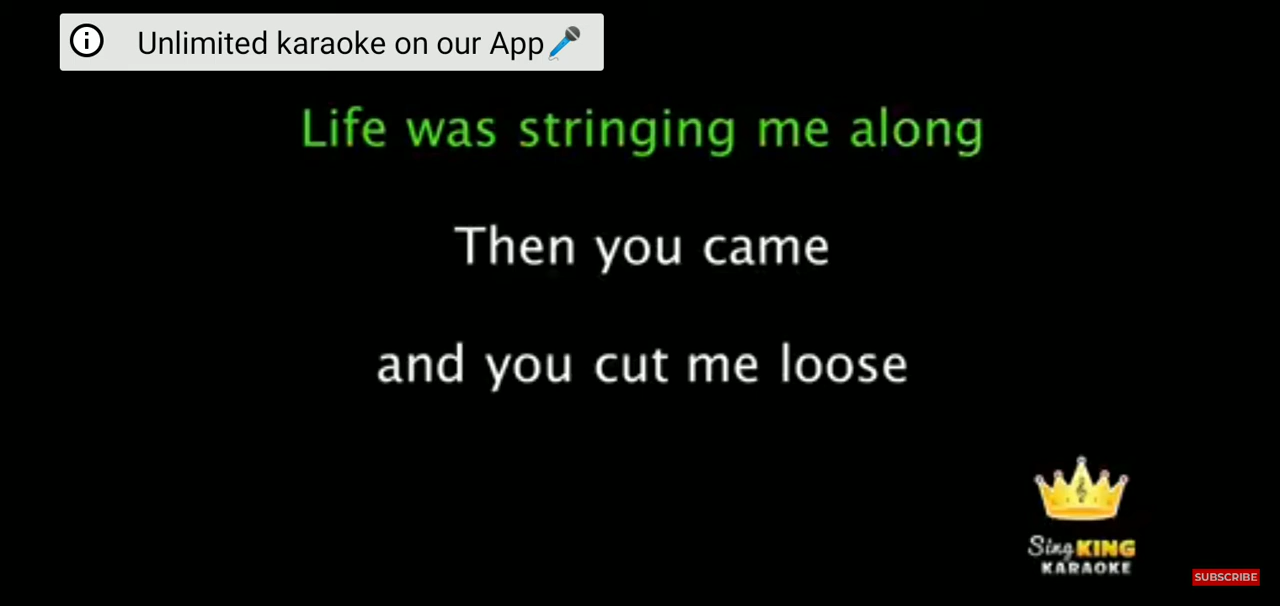 Unlimited karaoke on our App🎤
Life was stringing me along
Then you came
and you cut me loose
Sing KING
KARAOKE
SUBSCRIBE